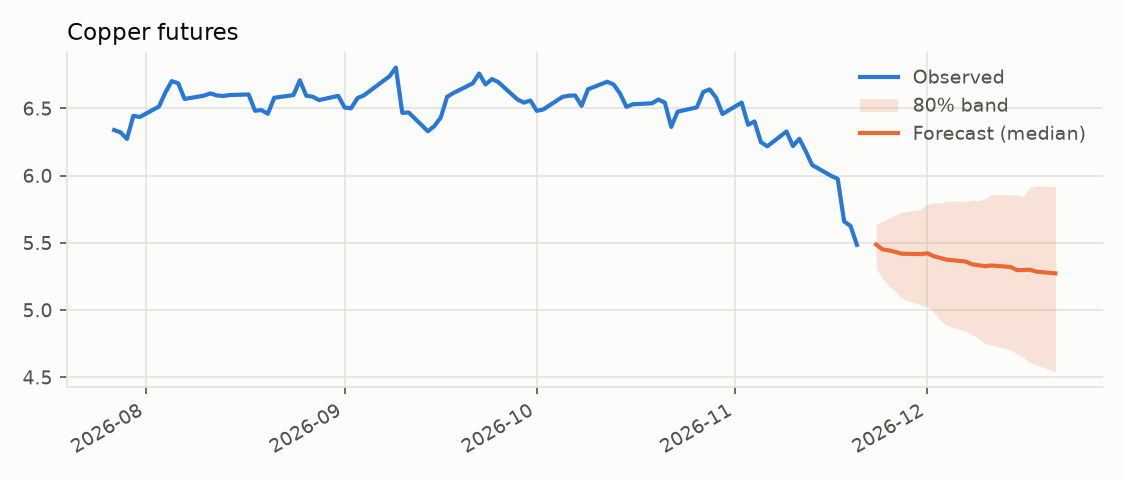 Copper futures
Observed
80% band
Forecast (median)
6.5
6.0
5.5
5.0
4.5
2026-08
2026-09
2026-10
2026-11
2026-12